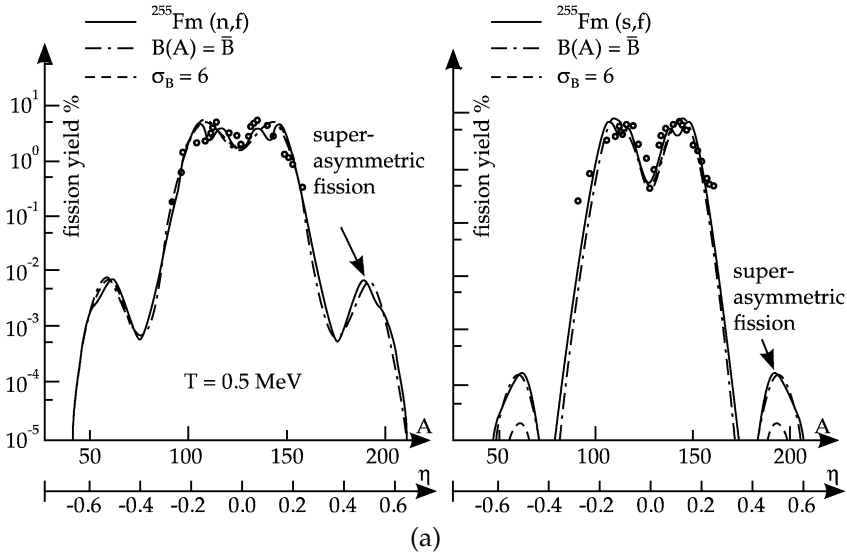 ²⁵⁵Fm (n,f)
B(A) = B̄
σ_B = 6
fission yield %
10¹
10⁰
10⁻¹
10⁻²
10⁻³
10⁻⁴
10⁻⁵
super-
asymmetric
fission
T = 0.5 MeV
A
50 100 150 200
η
-0.6 -0.4 -0.2 0.0 0.2 0.4 0.6
²⁵⁵Fm (s,f)
B(A) = B̄
σ_B = 6
fission yield %
super-
asymmetric
fission
A
50 100 150 200
η
-0.6 -0.4 -0.2 0.0 0.2 0.4 0.6
(a)